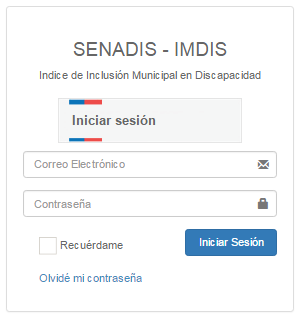 SENADIS - IMDIS
Indice de Inclusión Municipal en Discapacidad
Iniciar sesión
Correo Electrónico
Contraseña
Recuérdame
Iniciar Sesión
Olvidé mi contraseña